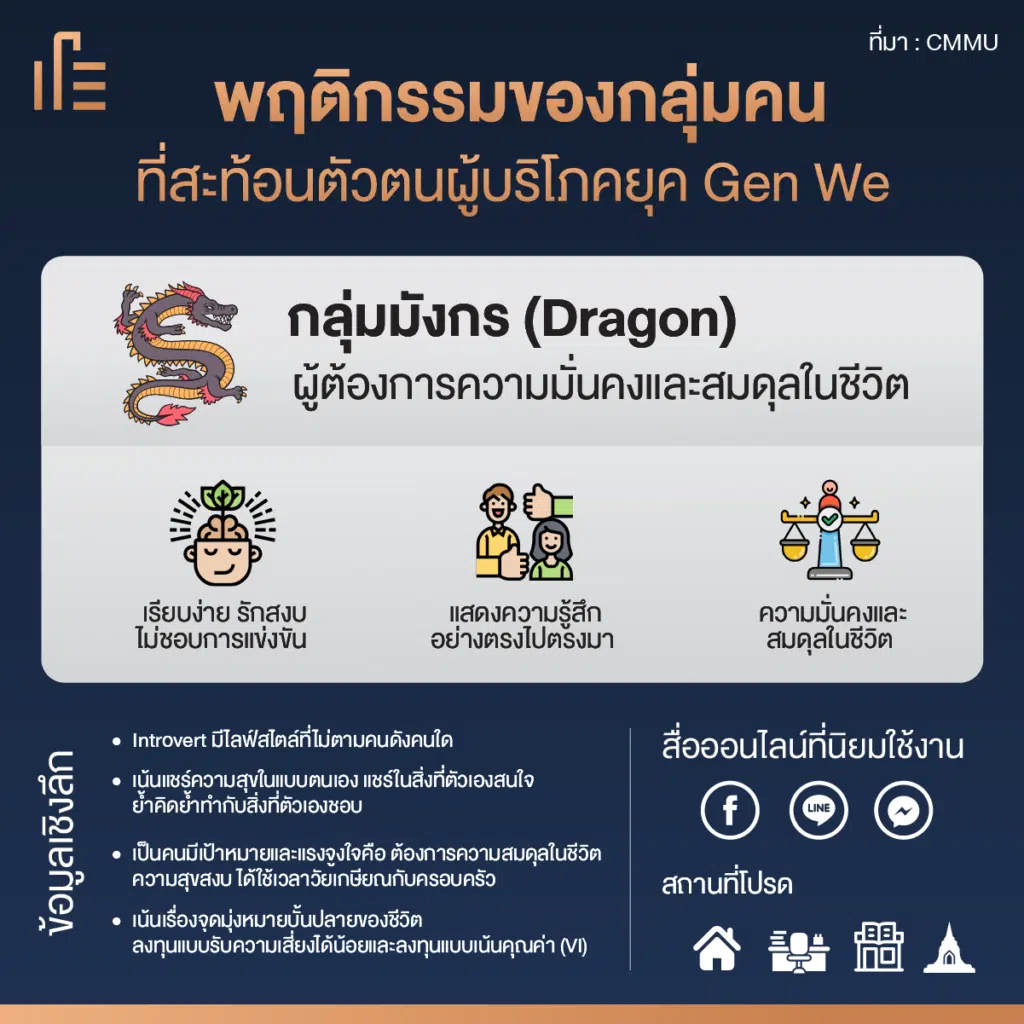 ที่มา : CMMU
พฤติกรรมของกลุ่มคน
ที่สะท้อนตัวตนผู้บริโภคยุค Gen We
กลุ่มมังกร (Dragon)
ผู้ต้องการความมั่นคงและสมดุลในชีวิต
เรียบง่าย รักสงบ
ไม่ชอบการแข่งขัน
แสดงความรู้สึก
อย่างตรงไปตรงมา
ความมั่นคงและ
สมดุลในชีวิต
ข้อมูลเชิงลึก
• Introvert มีไลฟ์สไตล์ที่ไม่ตามคนดังคนใด
• เน้นแชร์ความสุขในแบบตนเอง แชร์ในสิ่งที่ตัวเองสนใจ
ย้ำคิดย้ำทำกับสิ่งที่ตัวเองชอบ
• เป็นคนมีเป้าหมายและแรงจูงใจคือ ต้องการความสมดุลในชีวิต
ความสุขสงบ ได้ใช้เวลาวัยเกษียณกับครอบครัว
• เน้นเรื่องจุดมุ่งหมายบั้นปลายของชีวิต
ลงทุนแบบรับความเสี่ยงได้น้อยและลงทุนแบบเน้นคุณค่า (VI)
สื่อออนไลน์ที่นิยมใช้งาน
LINE
สถานที่โปรด